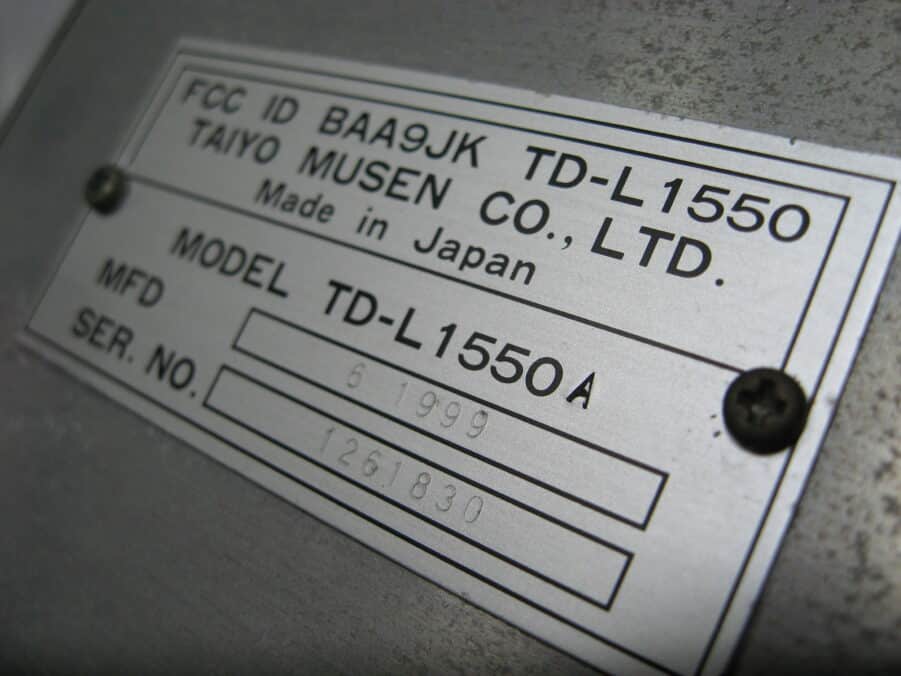 FCC ID BAA9JK TD-L1550
TAIYO MUSEN CO., LTD.
Made in Japan
MODEL TD-L1550A
MFD 6 1999
SER. NO. 1261830